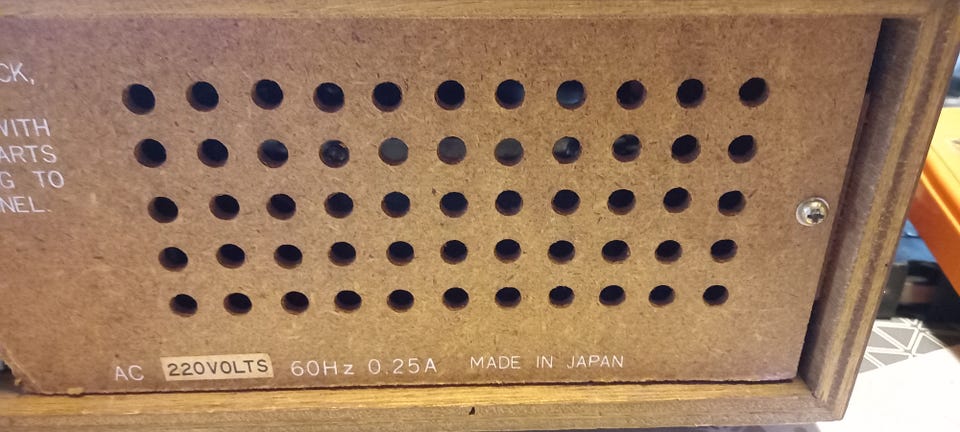 CK,
WITH
ARTS
G TO
NEL.
AC 220VOLTS 60Hz 0.25A MADE IN JAPAN